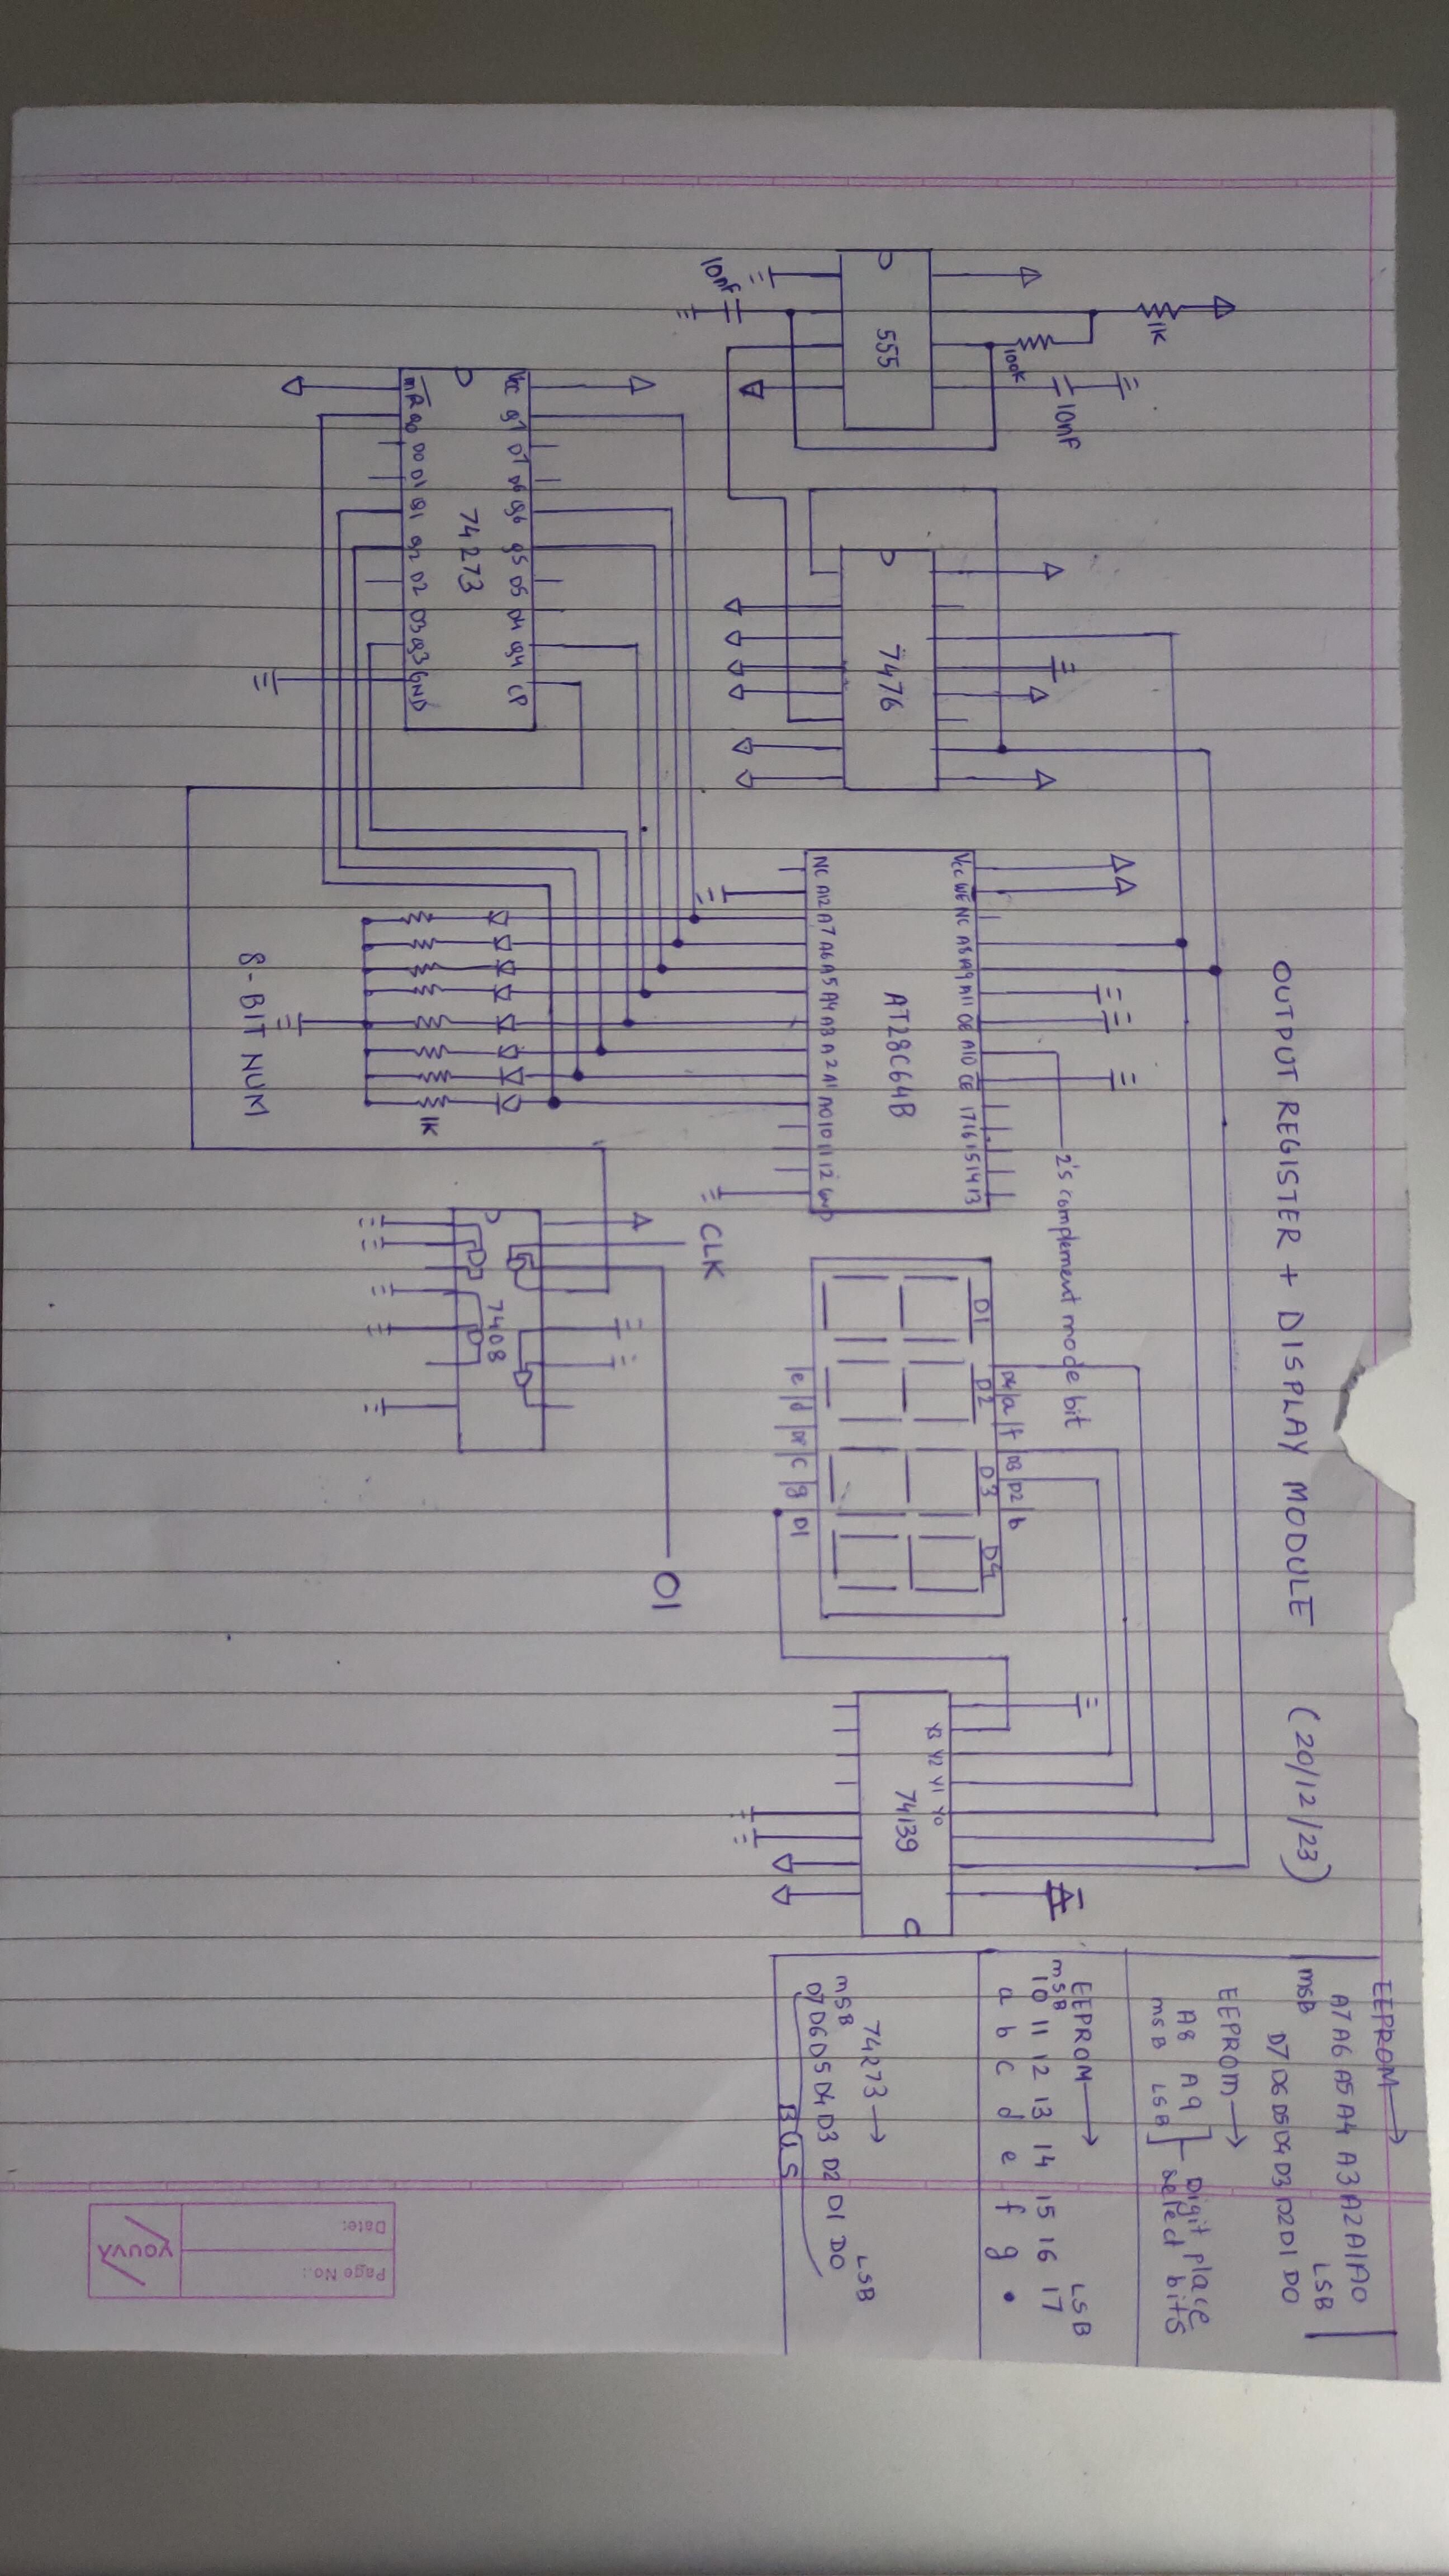 OUTPUT REGISTER + DISPLAY MODULE (20/12/23)
1K
10nF
100K
555
10nF
7476
2's complement mode bit
Vcc WE NC A8 A9 A11 OE A10 CE 17 16 15 14 13
AT28C64B
NC A12 A7 A6 A5 A4 A3 A2 A1 A0 10 11 12 GND
D4 a f D3 D2 b
D1 D2 D3 D4
e d DP c g D1
Y3 Y2 Y1 Y0
74139
CLK
O1
7408
Vcc Q7 D7 D6 Q6 Q5 D5 D4 Q4 CP
74273
MR Q0 D0 D1 Q1 Q2 D2 D3 Q3 GND
1K
8-BIT NUM
EEPROM →
A7 A6 A5 A4 A3 A2 A1 A0
MSB LSB
D7 D6 D5 D4 D3 D2 D1 D0
EEPROM →
A8 A9 Digit place
MSB LSB select bits
EEPROM →
MSB LSB
10 11 12 13 14 15 16 17
a b c d e f g •
74273 →
MSB LSB
D7 D6 D5 D4 D3 D2 D1 D0
BUS
Page No.:
Date:
YOUVA